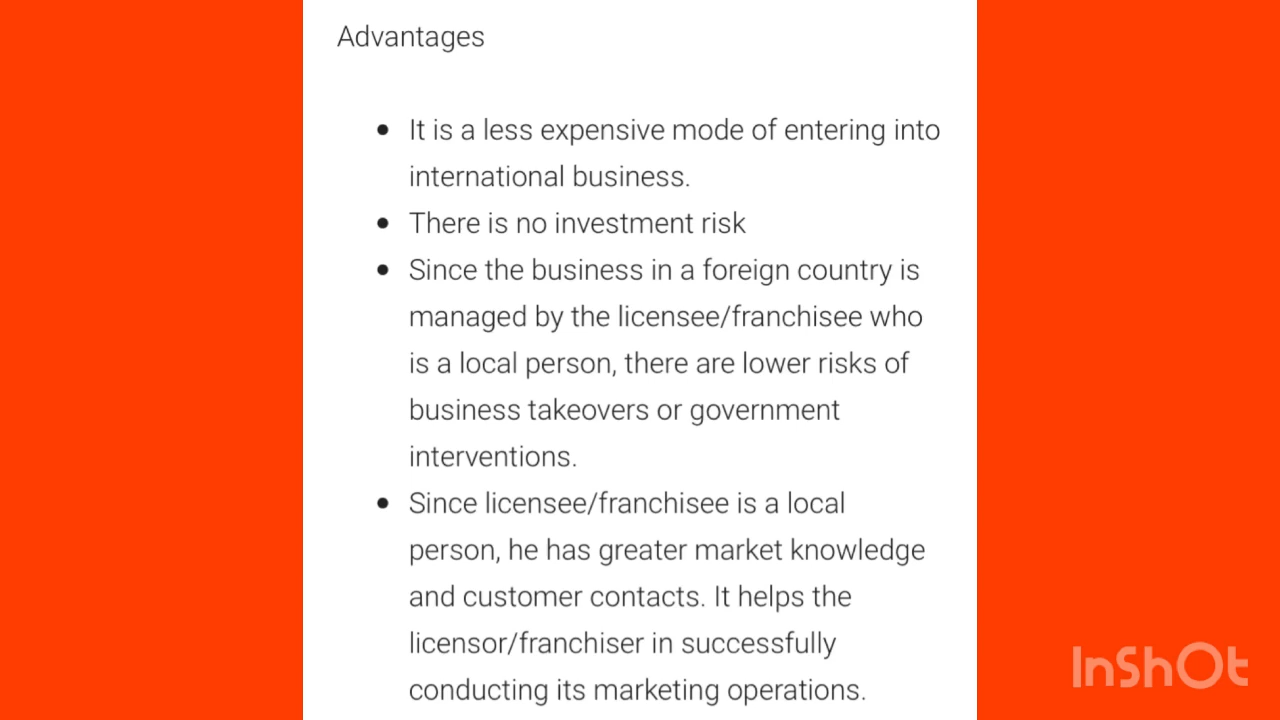 Advantages
• It is a less expensive mode of entering into
international business.
• There is no investment risk
• Since the business in a foreign country is
managed by the licensee/franchisee who
is a local person, there are lower risks of
business takeovers or government
interventions.
• Since licensee/franchisee is a local
person, he has greater market knowledge
and customer contacts. It helps the
licensor/franchiser in successfully
conducting its marketing operations.
InShOt